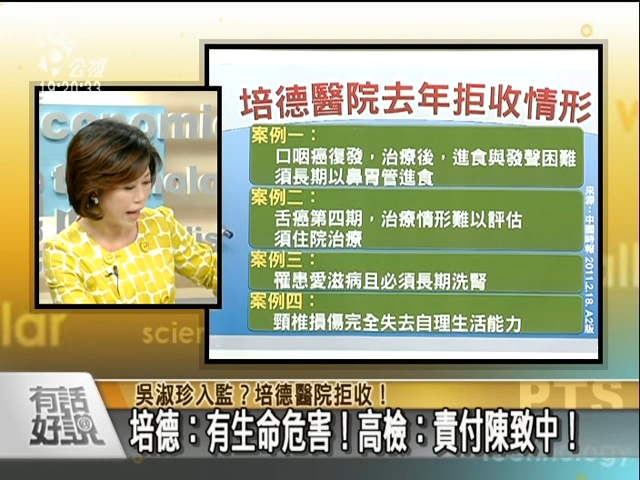 公視
19:20:33
培德醫院去年拒收情形
案例一：
口咽癌復發，治療後，進食與發聲困難
須長期以鼻胃管進食
案例二：
舌癌第四期，治療情形難以評估
須住院治療
案例三：
罹患愛滋病且必須長期洗腎
案例四：
頸椎損傷完全失去自理生活能力
來源：中國時報 2011.2.18. A2版
conomic
scien
PTS
有話好說
吳淑珍入監？培德醫院拒收！
培德：有生命危害！高檢：責付陳致中！